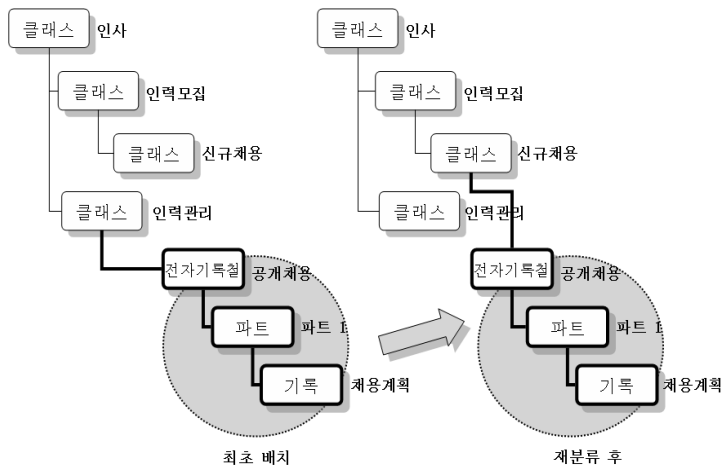 클래스 인사
클래스 인력모집
클래스 신규채용
클래스 인력관리
전자기록철 공개채용
파트 파트 I
기록 채용계획
최초 배치
클래스 인사
클래스 인력모집
클래스 신규채용
클래스 인력관리
전자기록철 공개채용
파트 파트 I
기록 채용계획
재분류 후